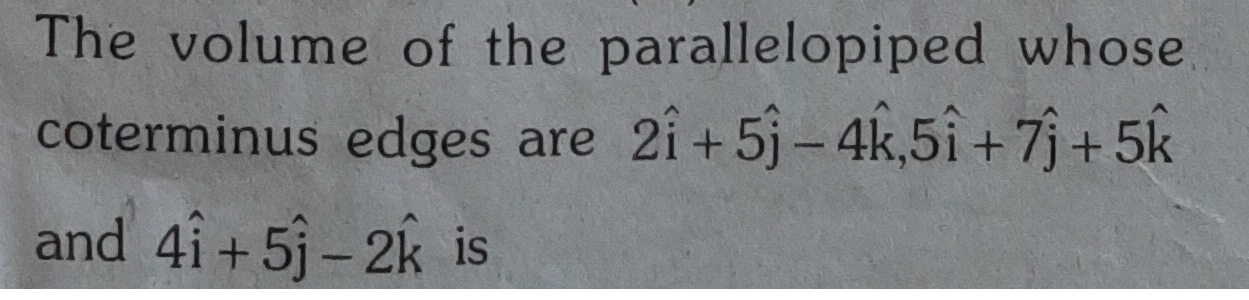 The volume of the parallelopiped whose
coterminus edges are 2î + 5ĵ – 4k̂,5î + 7ĵ + 5k̂
and 4î + 5ĵ – 2k̂ is